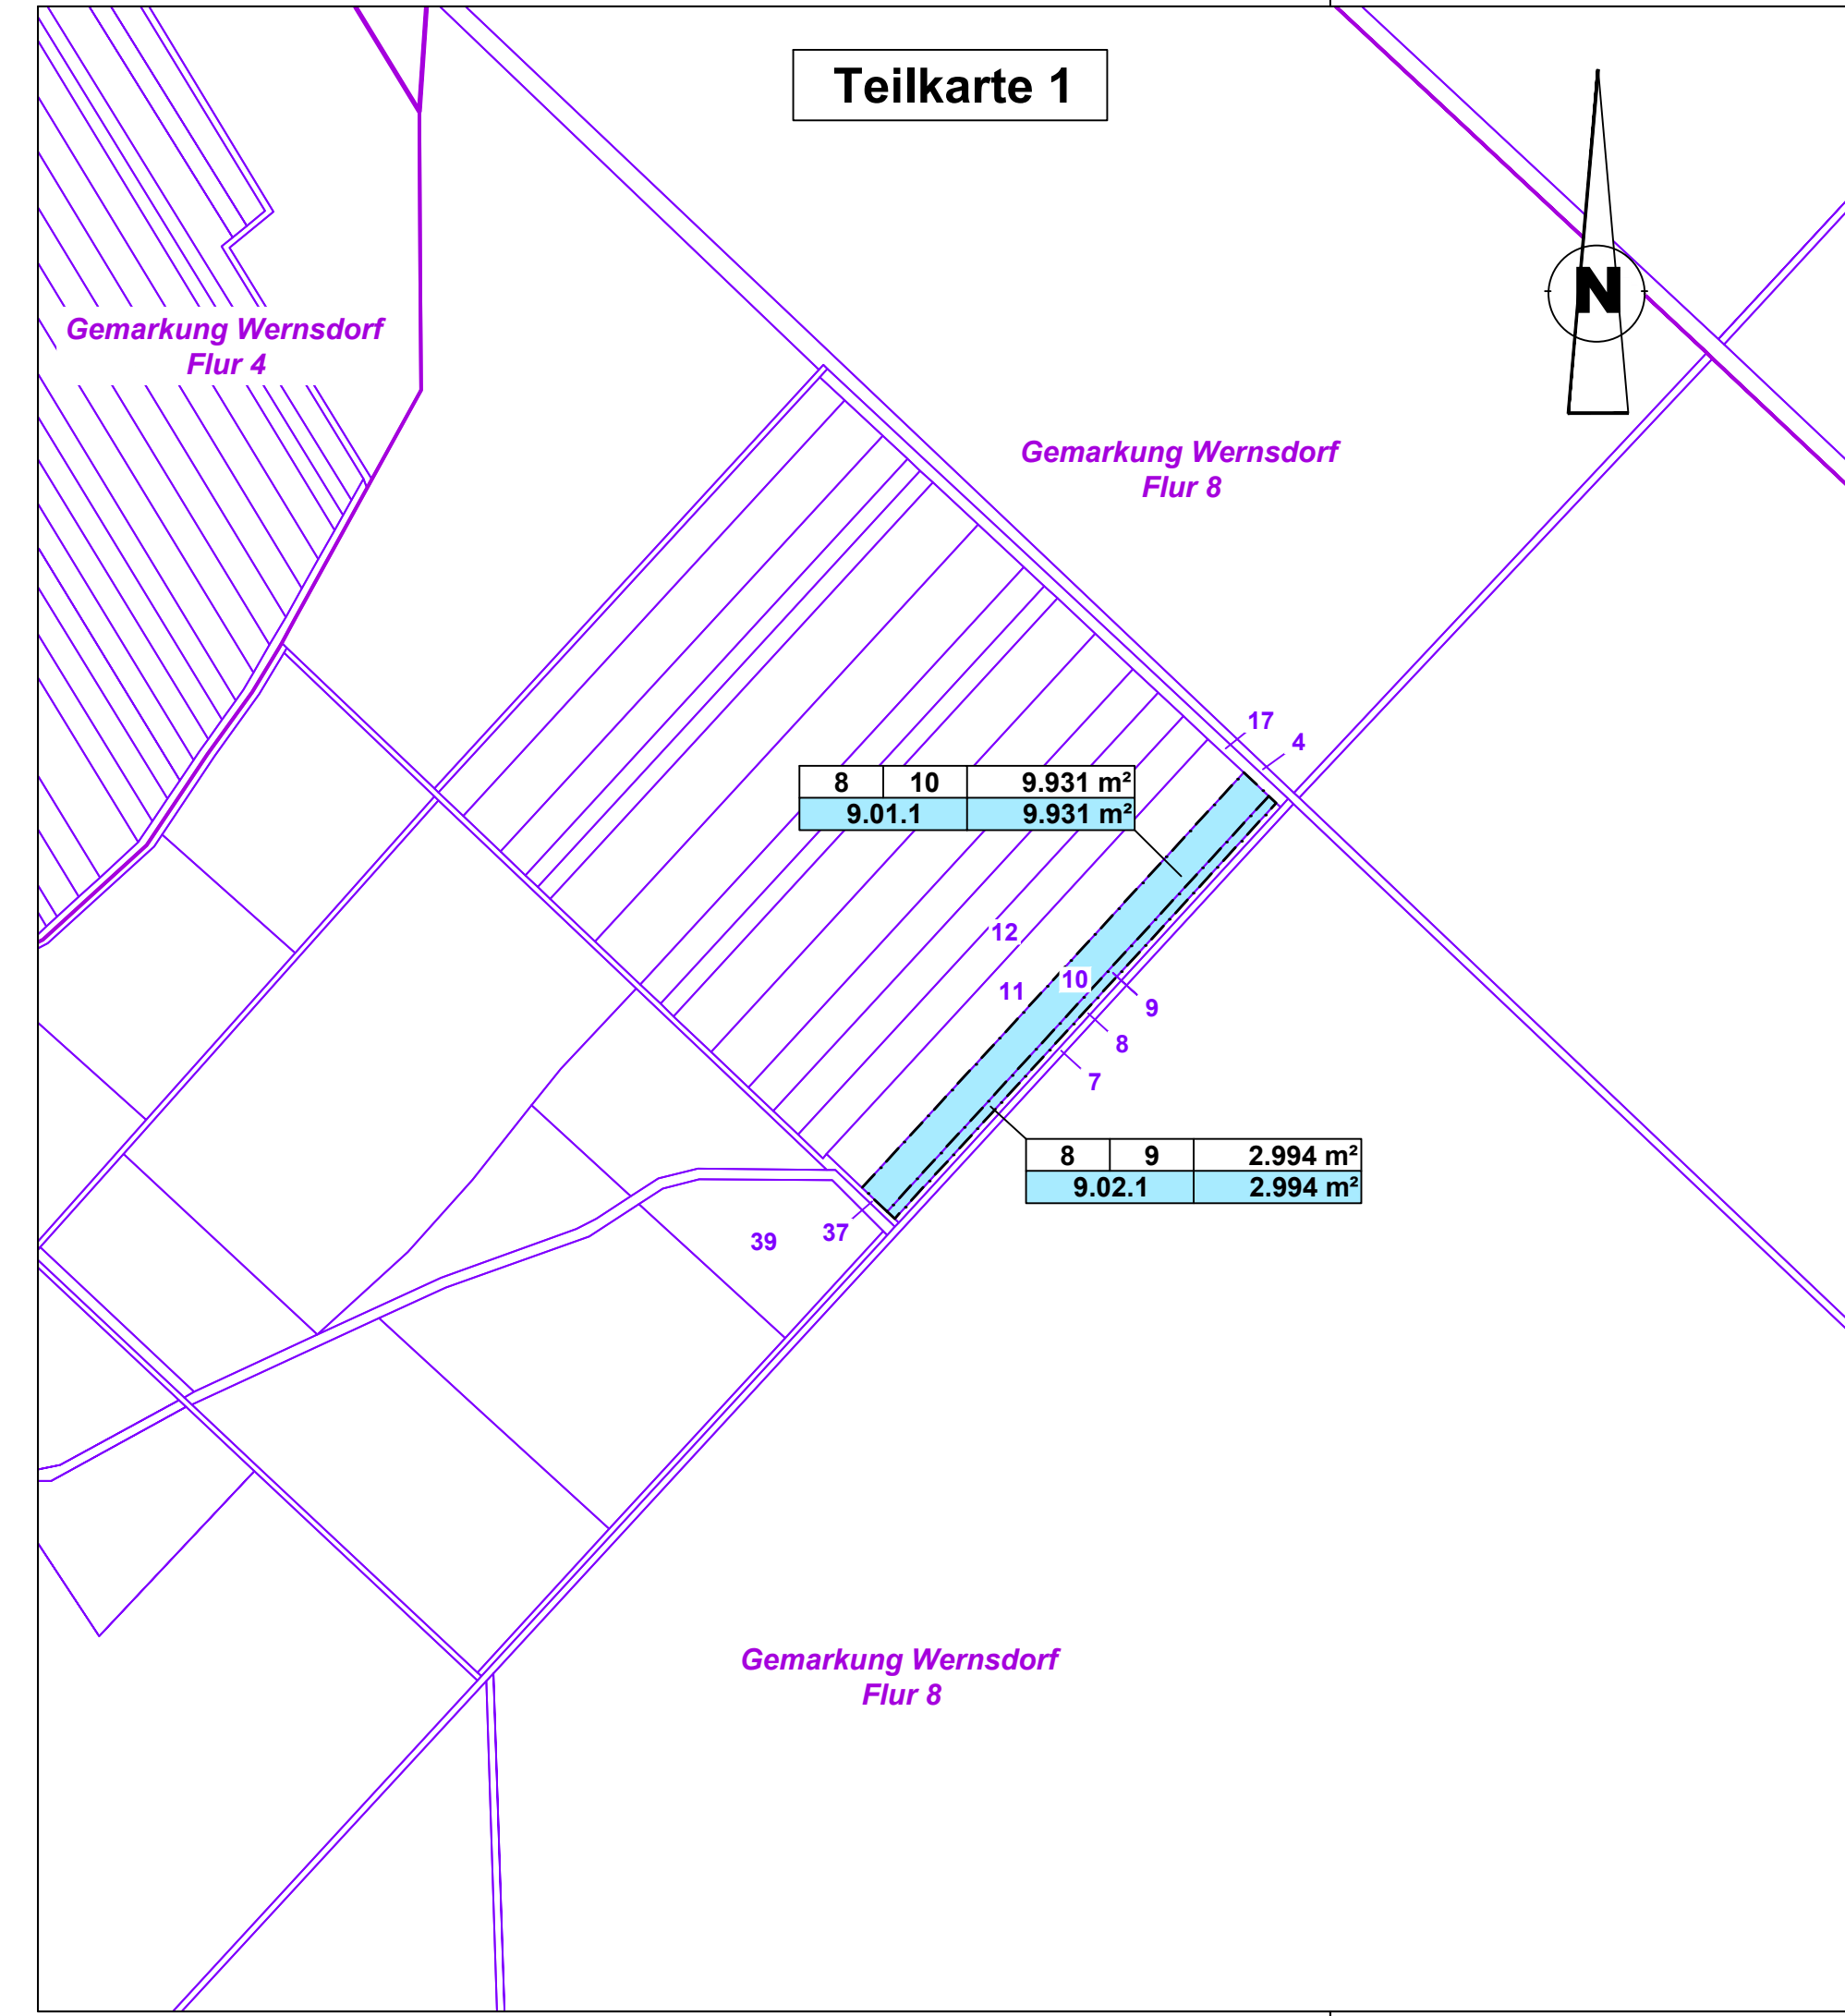 Teilkarte 1
N
Gemarkung Wernsdorf
Flur 4
Gemarkung Wernsdorf
Flur 8
17
4
8 10 9.931 m²
9.01.1 9.931 m²
12
10
11
9
8
7
8 9 2.994 m²
9.02.1 2.994 m²
37
39
Gemarkung Wernsdorf
Flur 8